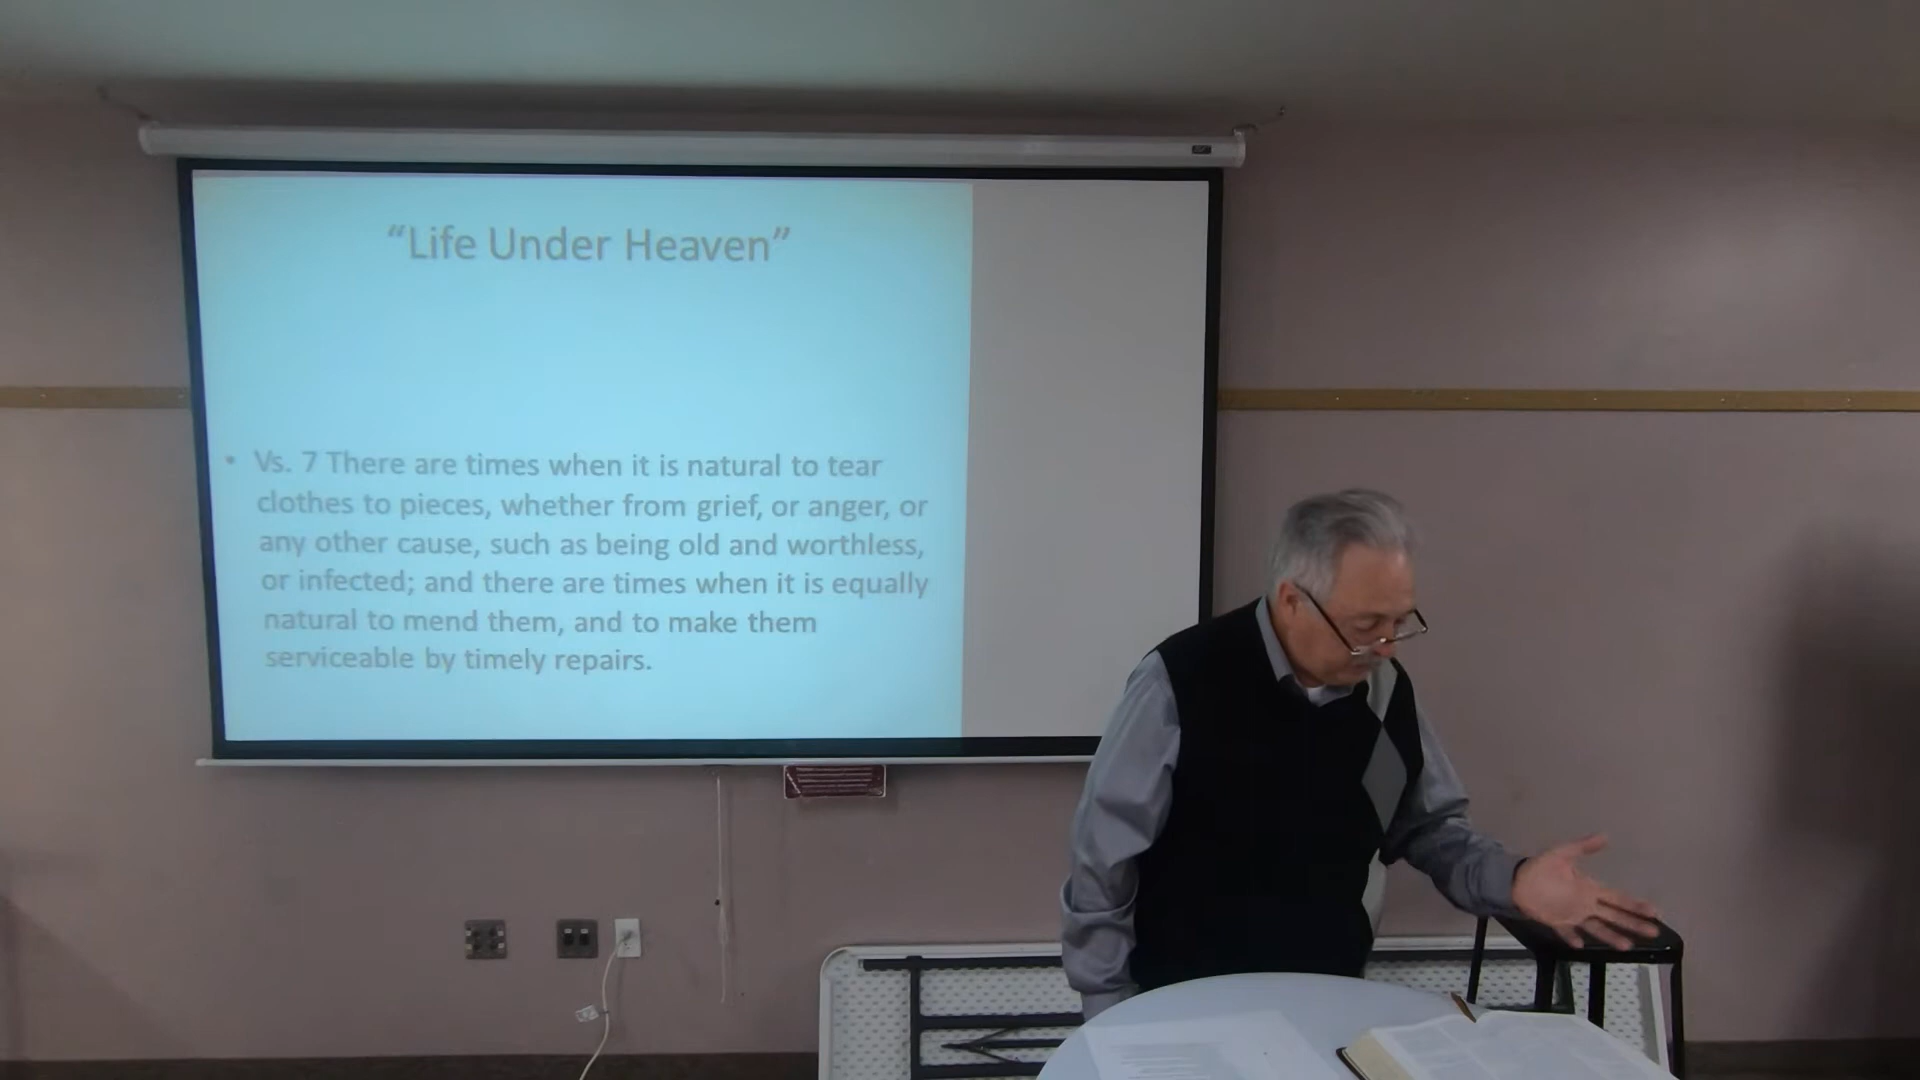 “Life Under Heaven”
• Vs. 7 There are times when it is natural to tear
clothes to pieces, whether from grief, or anger, or
any other cause, such as being old and worthless,
or infected; and there are times when it is equally
natural to mend them, and to make them
serviceable by timely repairs.